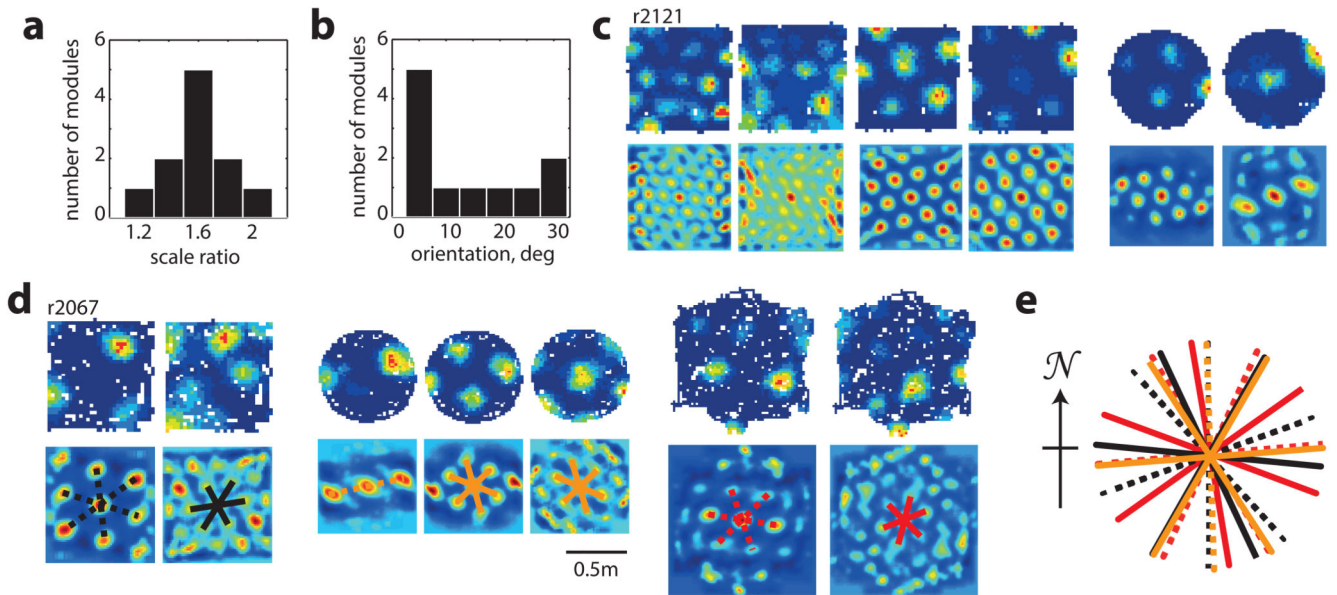 a
6
4
2
0
number of modules
1.2 1.6 2
scale ratio
b
6
4
2
0
number of modules
0 10 20 30
orientation, deg
c
r2121
d
r2067
0.5m
e
N